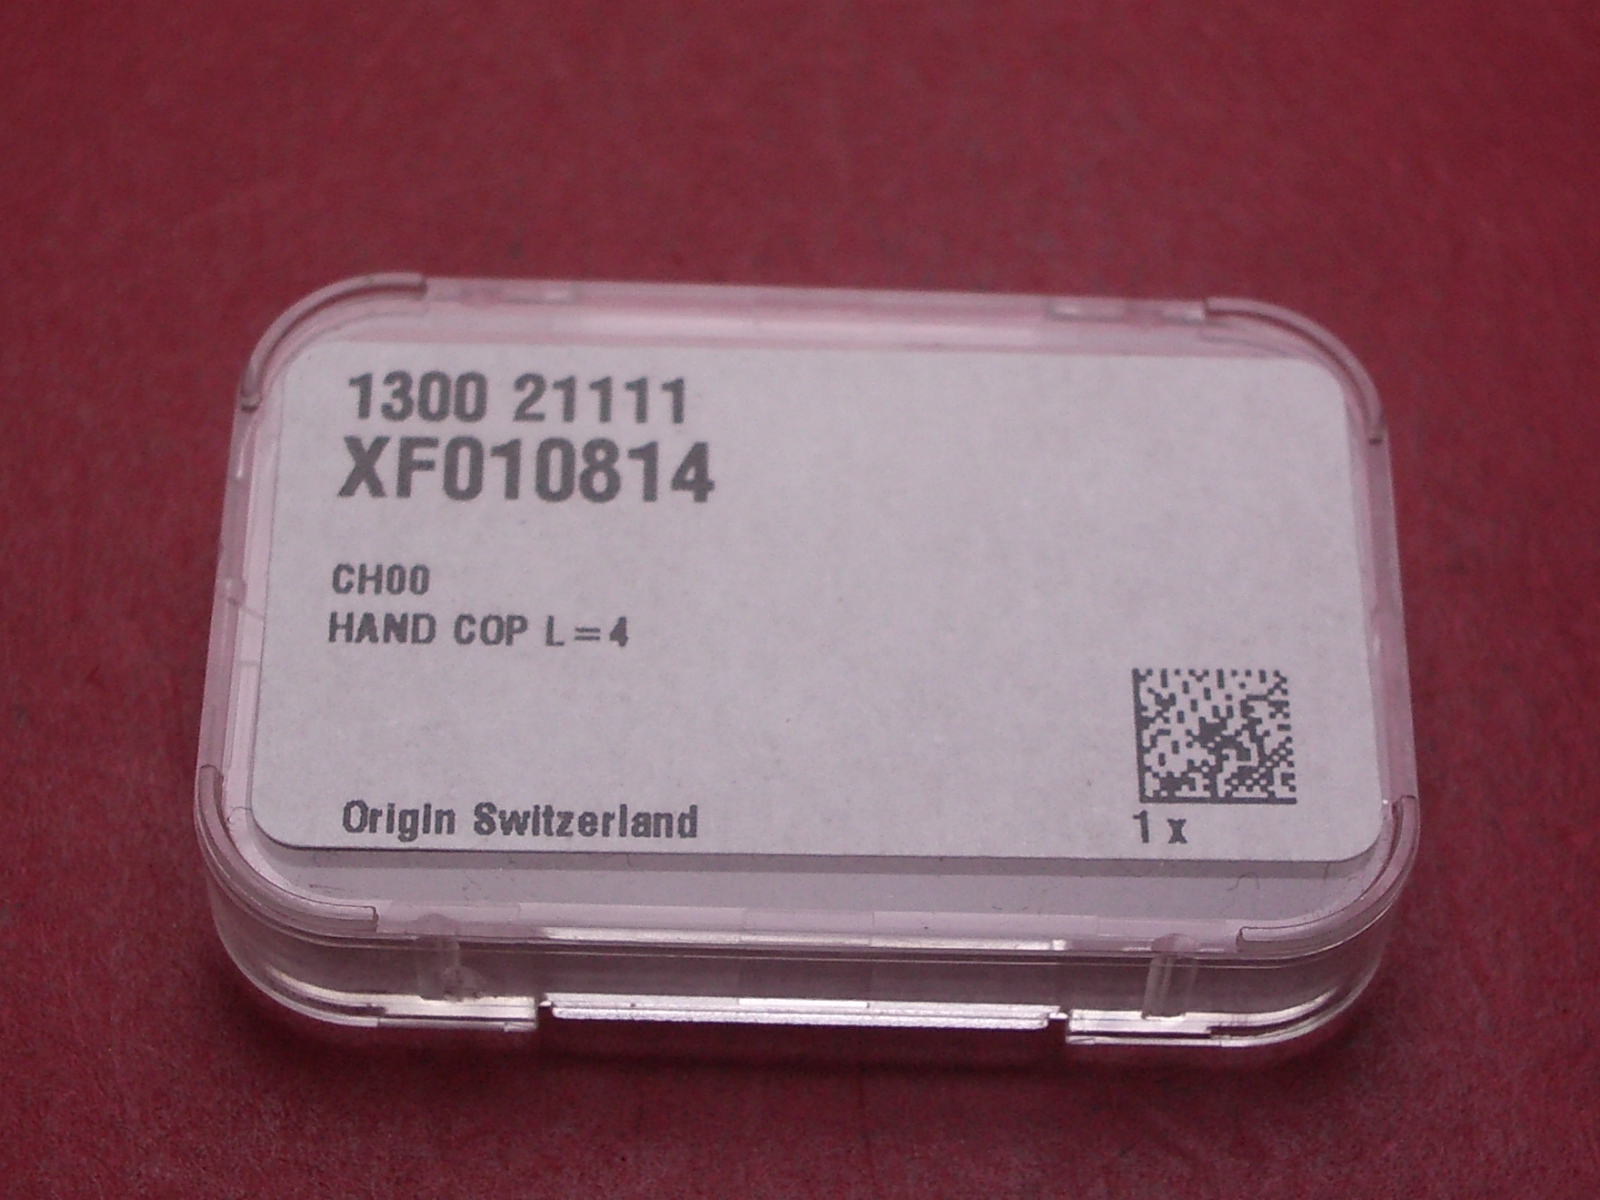 1300 21111
XF010814
CH00
HAND COP L=4
Origin Switzerland
1 x